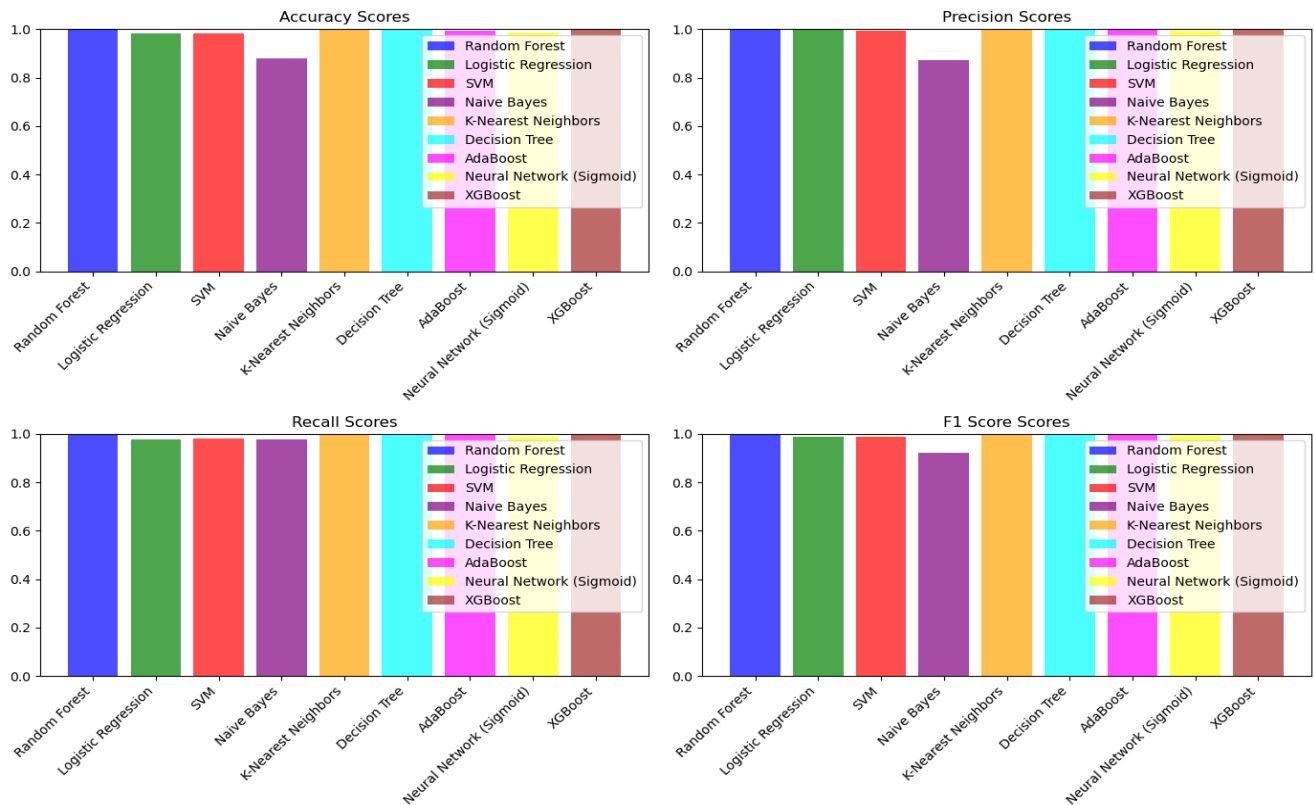 Accuracy Scores
1.0
0.8
0.6
0.4
0.2
0.0
Random Forest
Logistic Regression
SVM
Naive Bayes
K-Nearest Neighbors
Decision Tree
AdaBoost
Neural Network (Sigmoid)
XGBoost
Random Forest
Logistic Regression
SVM
Naive Bayes
K-Nearest Neighbors
Decision Tree
AdaBoost
Neural Network (Sigmoid)
XGBoost
Precision Scores
1.0
0.8
0.6
0.4
0.2
0.0
Random Forest
Logistic Regression
SVM
Naive Bayes
K-Nearest Neighbors
Decision Tree
AdaBoost
Neural Network (Sigmoid)
XGBoost
Random Forest
Logistic Regression
SVM
Naive Bayes
K-Nearest Neighbors
Decision Tree
AdaBoost
Neural Network (Sigmoid)
XGBoost
Recall Scores
1.0
0.8
0.6
0.4
0.2
0.0
Random Forest
Logistic Regression
SVM
Naive Bayes
K-Nearest Neighbors
Decision Tree
AdaBoost
Neural Network (Sigmoid)
XGBoost
Random Forest
Logistic Regression
SVM
Naive Bayes
K-Nearest Neighbors
Decision Tree
AdaBoost
Neural Network (Sigmoid)
XGBoost
F1 Score Scores
1.0
0.8
0.6
0.4
0.2
0.0
Random Forest
Logistic Regression
SVM
Naive Bayes
K-Nearest Neighbors
Decision Tree
AdaBoost
Neural Network (Sigmoid)
XGBoost
Random Forest
Logistic Regression
SVM
Naive Bayes
K-Nearest Neighbors
Decision Tree
AdaBoost
Neural Network (Sigmoid)
XGBoost